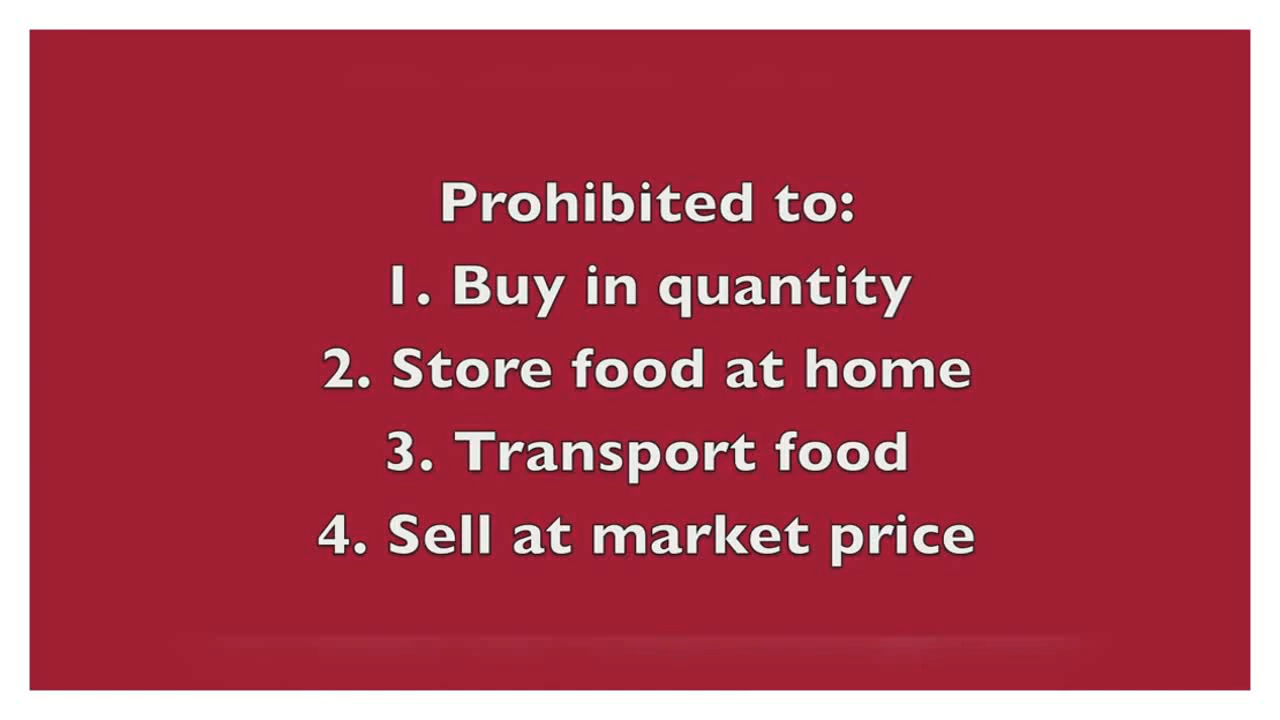 Prohibited to:
1. Buy in quantity
2. Store food at home
3. Transport food
4. Sell at market price